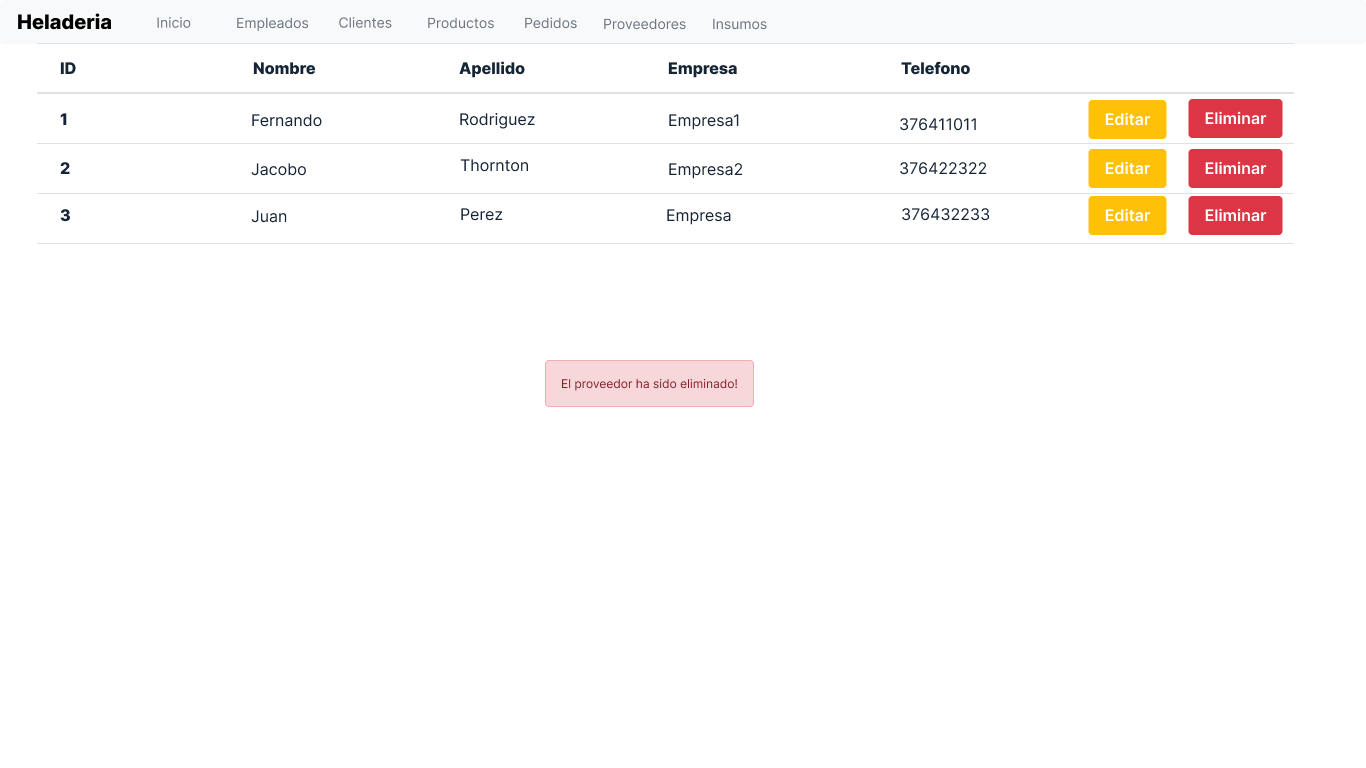 Heladeria Inicio Empleados Clientes Productos Pedidos Proveedores Insumos
ID Nombre Apellido Empresa Telefono
1 Fernando Rodriguez Empresa1 376411011 Editar Eliminar
2 Jacobo Thornton Empresa2 376422322 Editar Eliminar
3 Juan Perez Empresa 376432233 Editar Eliminar
El proveedor ha sido eliminado!